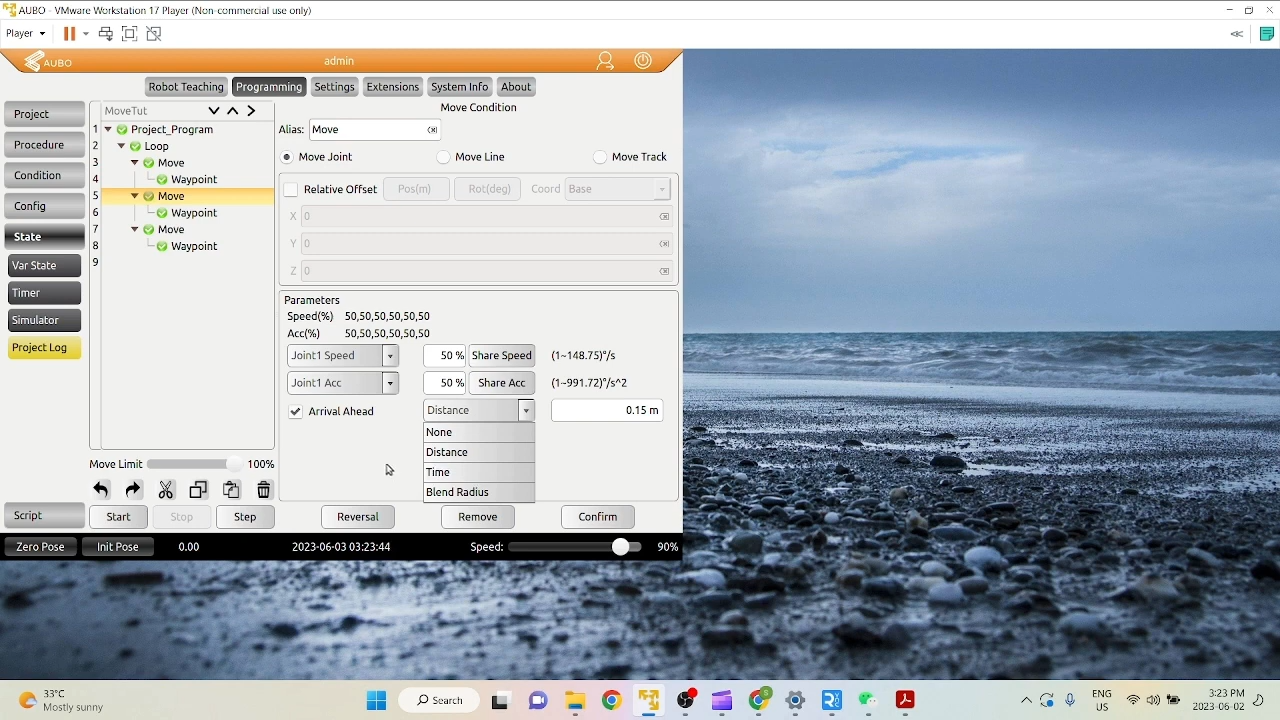 AUBO - VMware Workstation 17 Player (Non-commercial use only)
Player
AUBO
admin
Robot Teaching
Programming
Settings
Extensions
System Info
About
Project
Procedure
Condition
Config
State
Var State
Timer
Simulator
Project Log
Script
MoveTut
1 Project_Program
2 Loop
3 Move
4 Waypoint
5 Move
6 Waypoint
7 Move
8 Waypoint
9
Move Limit 100%
Move Condition
Alias: Move
Move Joint Move Line Move Track
Relative Offset Pos(m) Rot(deg) Coord Base
X 0
Y 0
Z 0
Parameters
Speed(%) 50,50,50,50,50,50
Acc(%) 50,50,50,50,50,50
Joint1 Speed 50 % Share Speed (1~148.75)°/s
Joint1 Acc 50 % Share Acc (1~991.72)°/s^2
Arrival Ahead Distance 0.15 m
None
Distance
Time
Blend Radius
Start Stop Step Reversal Remove Confirm
Zero Pose Init Pose 0.00 2023-06-03 03:23:44 Speed: 90%
33°C
Mostly sunny
Search
S
ENG
US
3:23 PM
2023-06-02